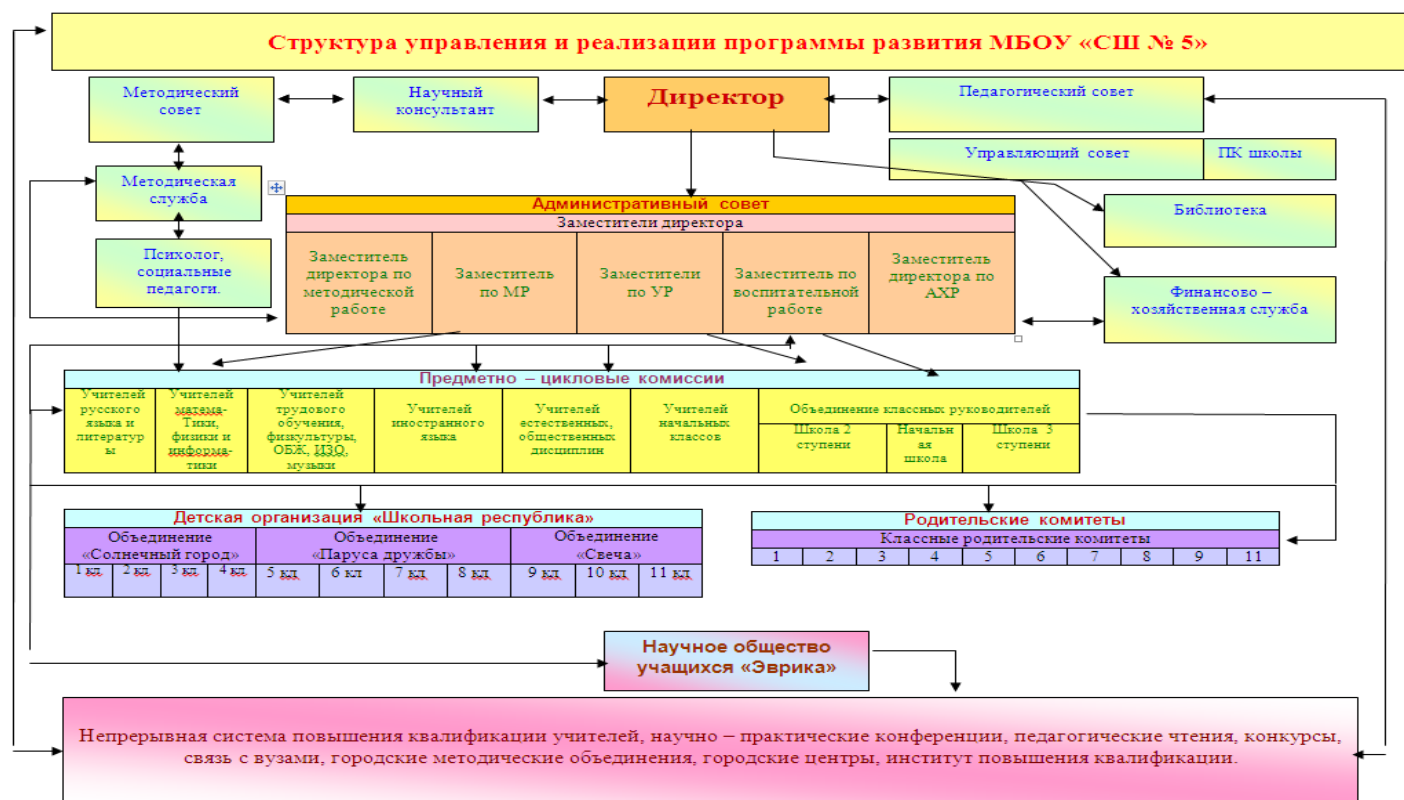 Структура управления и реализации программы развития МБОУ «СШ № 5»
Методический
совет
Научный
консультант
Директор
Педагогический совет
Управляющий совет
ПК школы
Методическая
служба
Библиотека
Психолог,
социальные
педагоги.
Административный совет
Заместители директора
Заместитель
директора по
методической
работе
Заместитель
по МР
Заместители
по УР
Заместитель по
воспитательной
работе
Заместитель
директора по
АХР
Финансово –
хозяйственная служба
Предметно – цикловые комиссии
Учителей
русского
языка и
литератур
ы
Учителей
матема-
Тики,
физики и
информа-
тики
Учителей
трудового
обучения,
физкультуры,
ОБЖ, ИЗО,
музыки
Учителей
иностранного
языка
Учителей
естественных,
общественных
дисциплин
Учителей
начальных
классов
Объединение классных руководителей
Школа 2
ступени
Начальн
ая
школа
Школа 3
ступени
Детская организация «Школьная республика»
Объединение
«Солнечный город»
Объединение
«Паруса дружбы»
Объединение
«Свеча»
1 кл 2 кл 3 кл 4 кл 5 кл 6 кл 7 кл 8 кл 9 кл 10 кл 11 кл
Родительские комитеты
Классные родительские комитеты
1 2 3 4 5 6 7 8 9 11
Научное общество
учащихся «Эврика»
Непрерывная система повышения квалификации учителей, научно – практические конференции, педагогические чтения, конкурсы,
связь с вузами, городские методические объединения, городские центры, институт повышения квалификации.